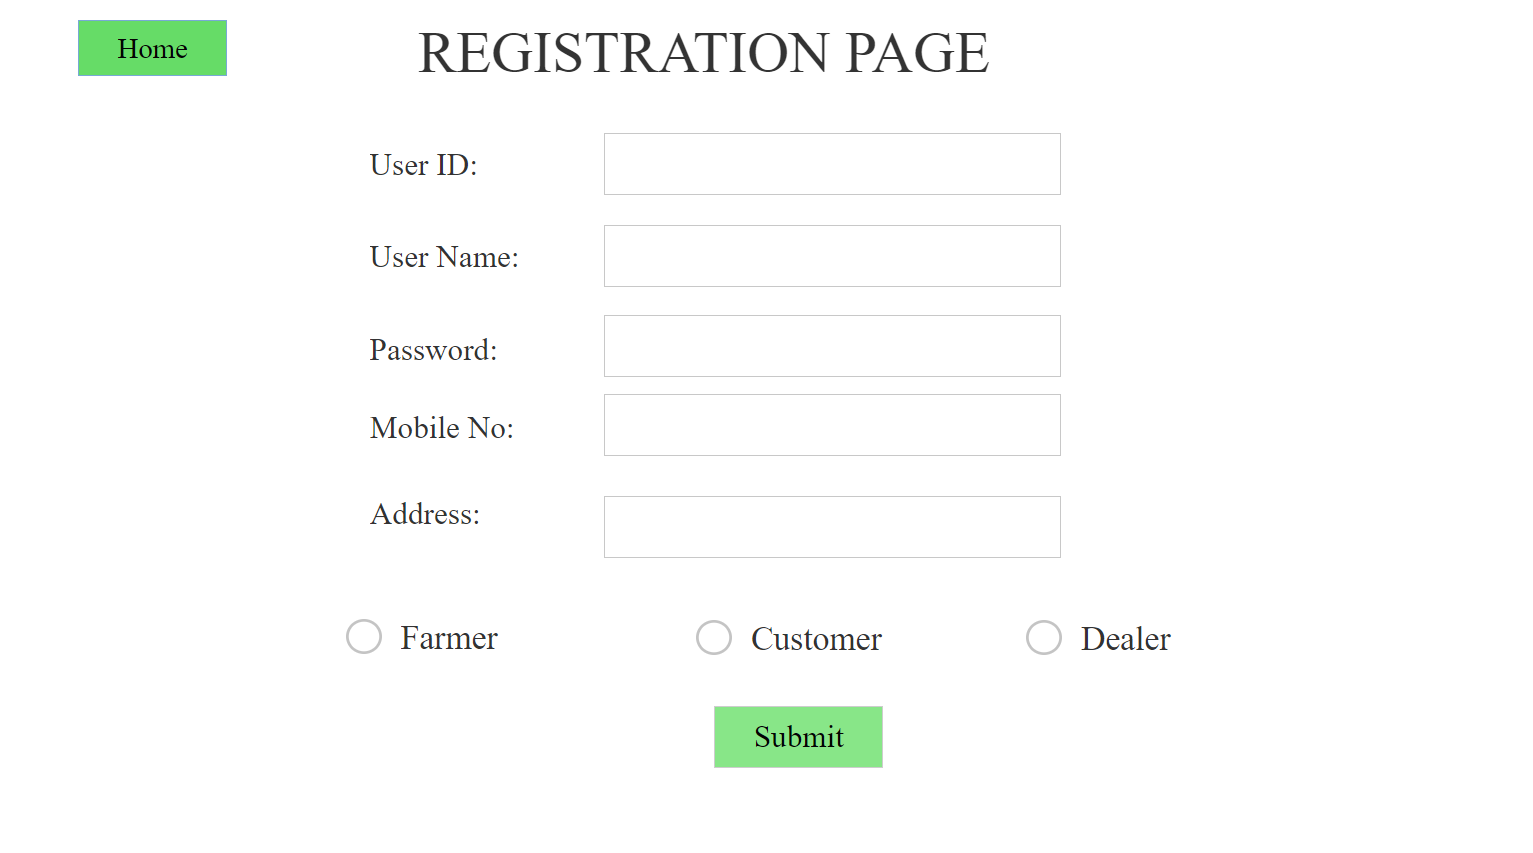 Home
REGISTRATION PAGE
User ID:
User Name:
Password:
Mobile No:
Address:
Farmer
Customer
Dealer
Submit